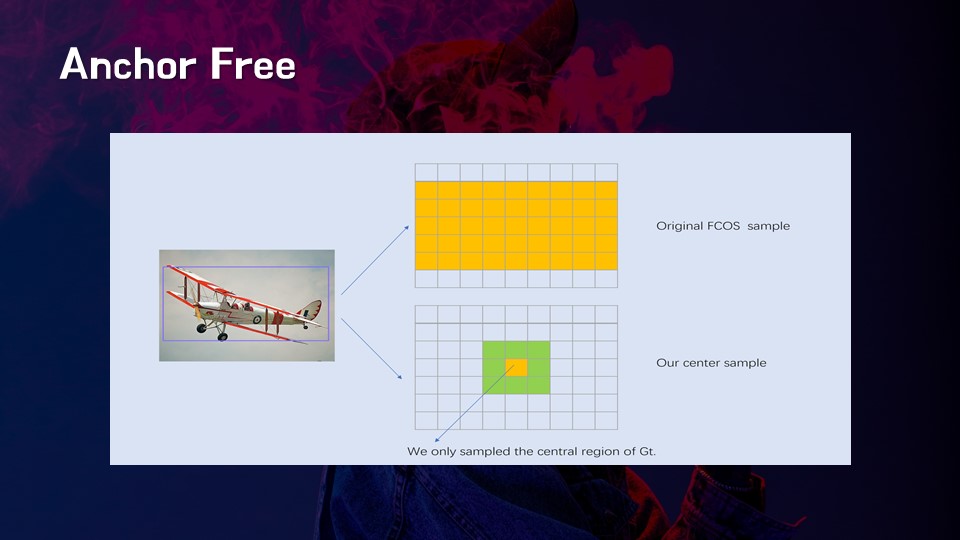 Anchor Free
Original FCOS  sample
Our center sample
We only sampled the central region of Gt.